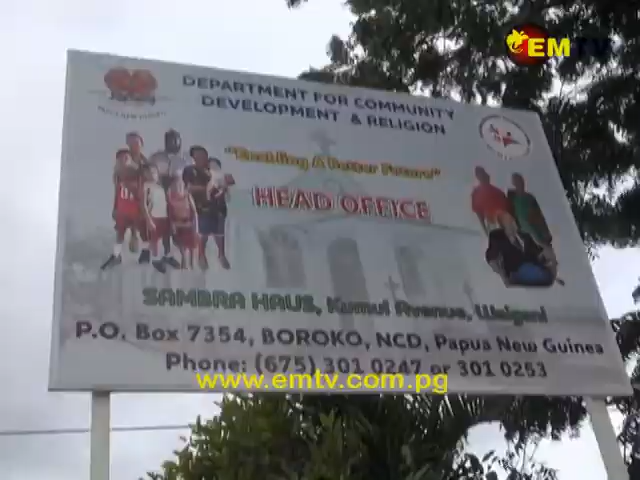 EMTV
DEPARTMENT FOR COMMUNITY
DEVELOPMENT & RELIGION
"Enabling A Better Future"
HEAD OFFICE
SAMBRA HAUS, Kumul Avenue, Waigani
P.O. Box 7354, BOROKO, NCD, Papua New Guinea
Phone: (675) 301 0247 or 301 0253
www.emtv.com.pg